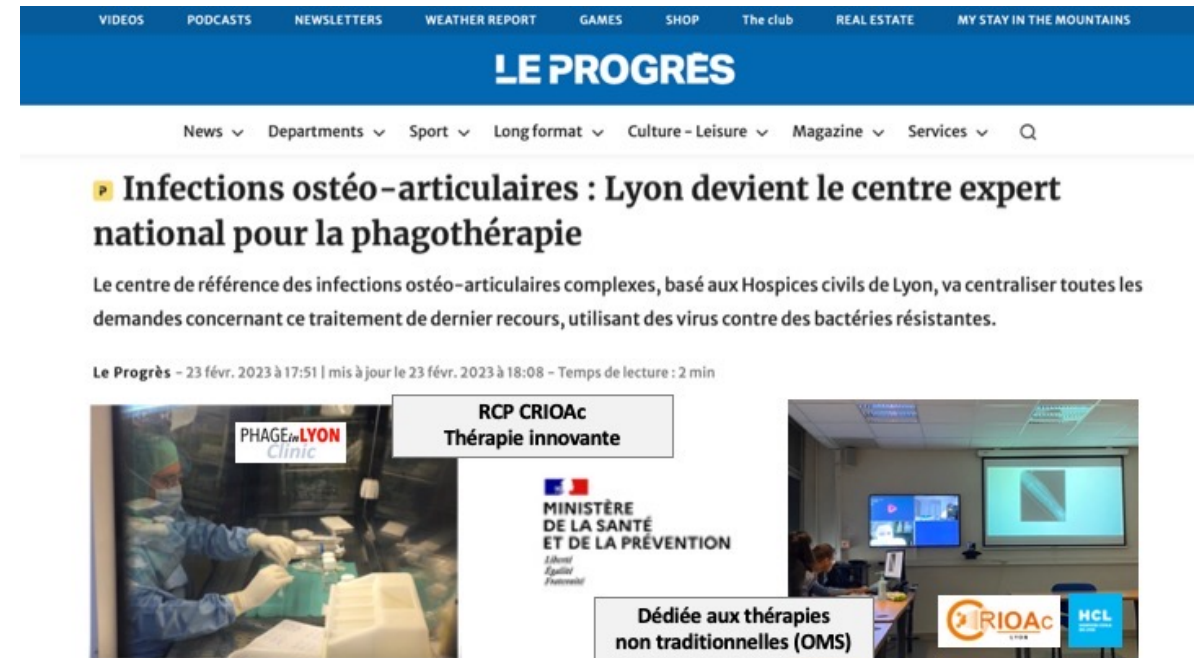 VIDEOS PODCASTS NEWSLETTERS WEATHER REPORT GAMES SHOP The club REAL ESTATE MY STAY IN THE MOUNTAINS
LE PROGRÈS
News Departments Sport Long format Culture – Leisure Magazine Services
P Infections ostéo-articulaires : Lyon devient le centre expert
national pour la phagothérapie
Le centre de référence des infections ostéo-articulaires complexes, basé aux Hospices civils de Lyon, va centraliser toutes les
demandes concernant ce traitement de dernier recours, utilisant des virus contre des bactéries résistantes.
Le Progrès – 23 févr. 2023 à 17:51 | mis à jour le 23 févr. 2023 à 18:08 – Temps de lecture : 2 min
RCP CRIOAc
Thérapie innovante
PHAGEinLYON
Clinic
MINISTÈRE
DE LA SANTÉ
ET DE LA PRÉVENTION
Liberté
Égalité
Fraternité
Dédiée aux thérapies
non traditionnelles (OMS)
CRIOAc
LYON
HCL